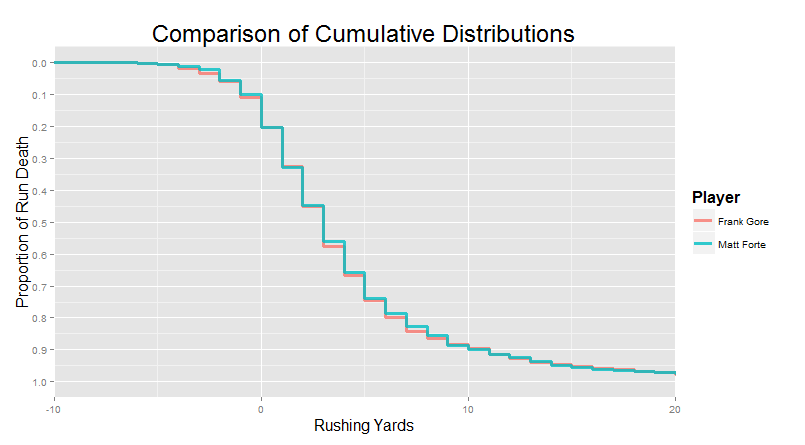 Comparison of Cumulative Distributions
Proportion of Run Death
0.0
0.1
0.2
0.3
0.4
0.5
0.6
0.7
0.8
0.9
1.0
-10
0
10
20
Rushing Yards
Player
Frank Gore
Matt Forte